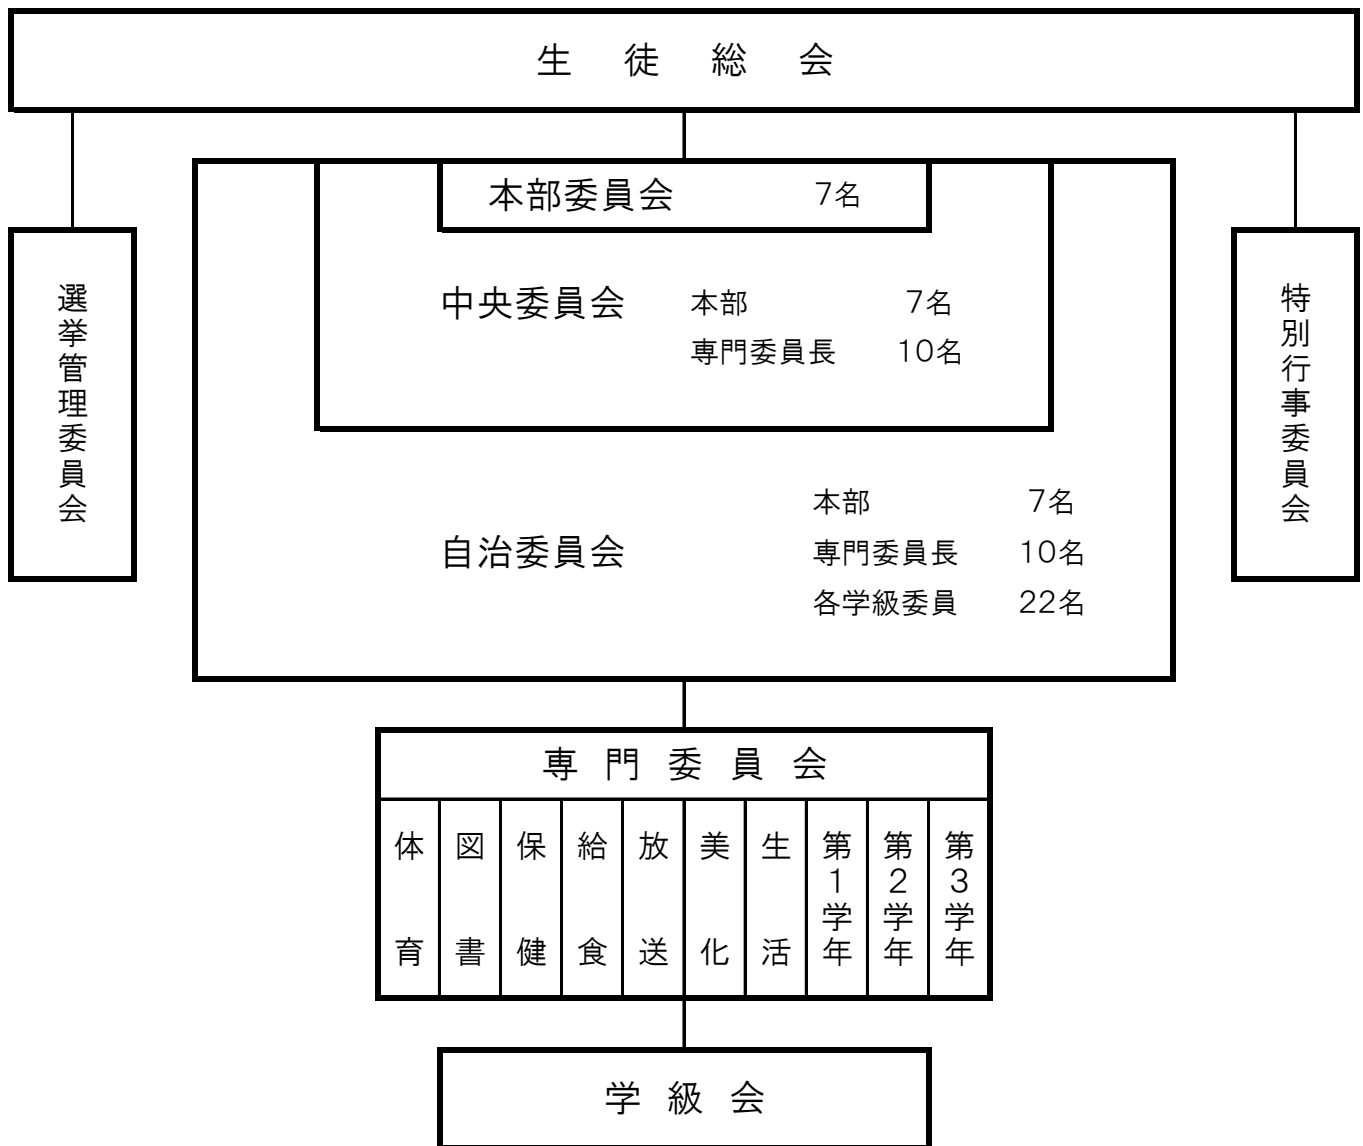 生徒総会
本部委員会 7名
選挙管理委員会
中央委員会 本部 7名
専門委員長 10名
特別行事委員会
自治委員会
本部 7名
専門委員長 10名
各学級委員 22名
専門委員会
体育
図書
保健
給食
放送
美化
生活
第1学年
第2学年
第3学年
学級会